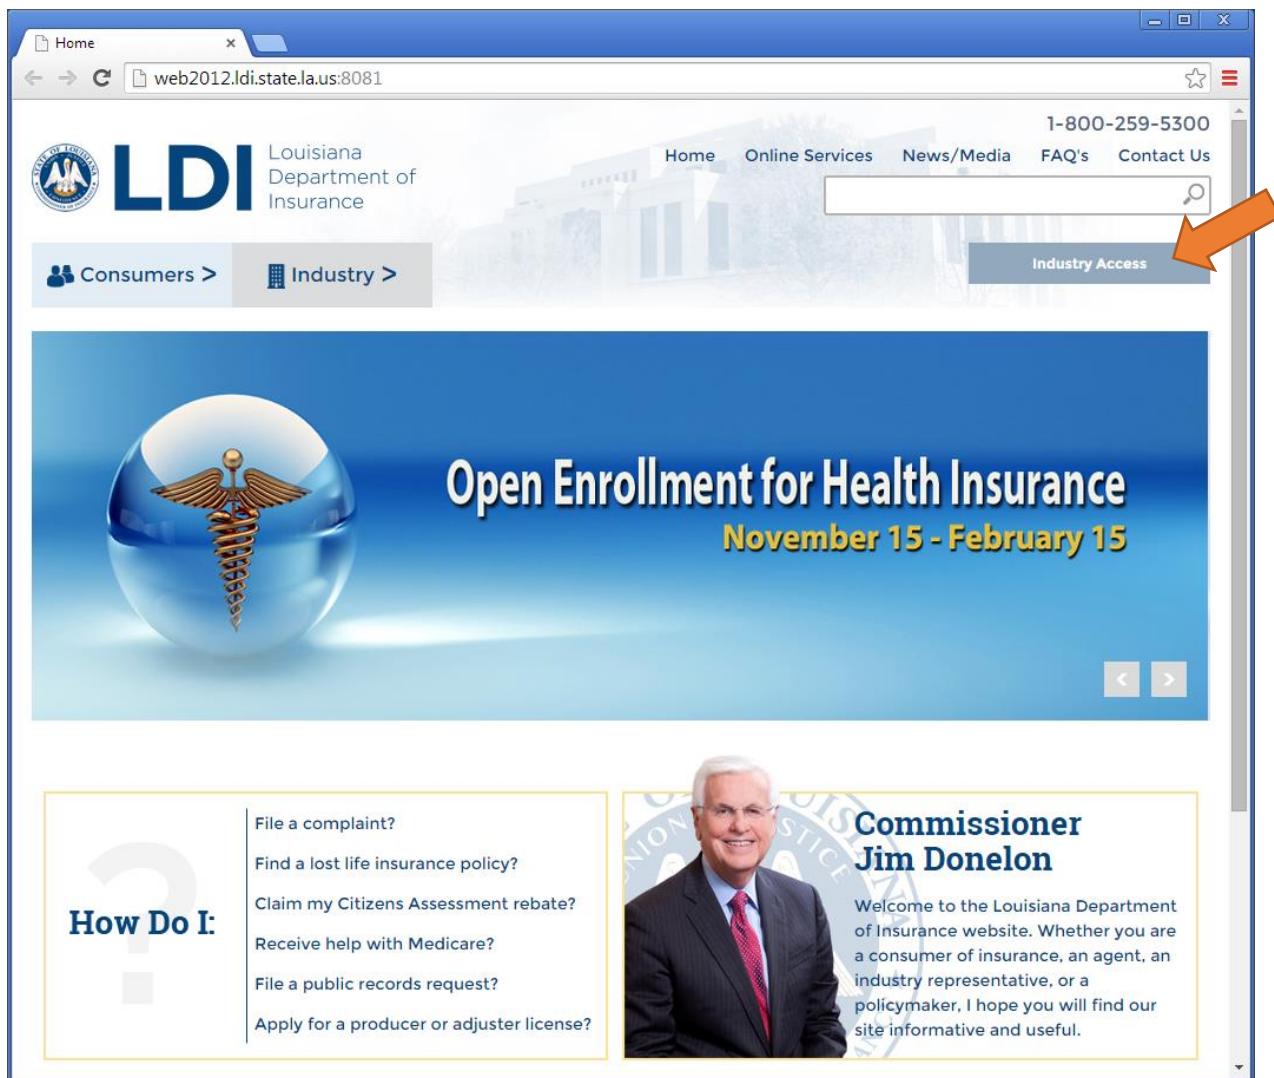 Home
web2012.ldi.state.la.us:8081
1-800-259-5300
Home Online Services News/Media FAQ's Contact Us
LDI
Louisiana
Department of
Insurance
Consumers >
Industry >
Industry Access
Open Enrollment for Health Insurance
November 15 - February 15
How Do I:
File a complaint?
Find a lost life insurance policy?
Claim my Citizens Assessment rebate?
Receive help with Medicare?
File a public records request?
Apply for a producer or adjuster license?
Commissioner
Jim Donelon
Welcome to the Louisiana Department
of Insurance website. Whether you are
a consumer of insurance, an agent, an
industry representative, or a
policymaker, I hope you will find our
site informative and useful.